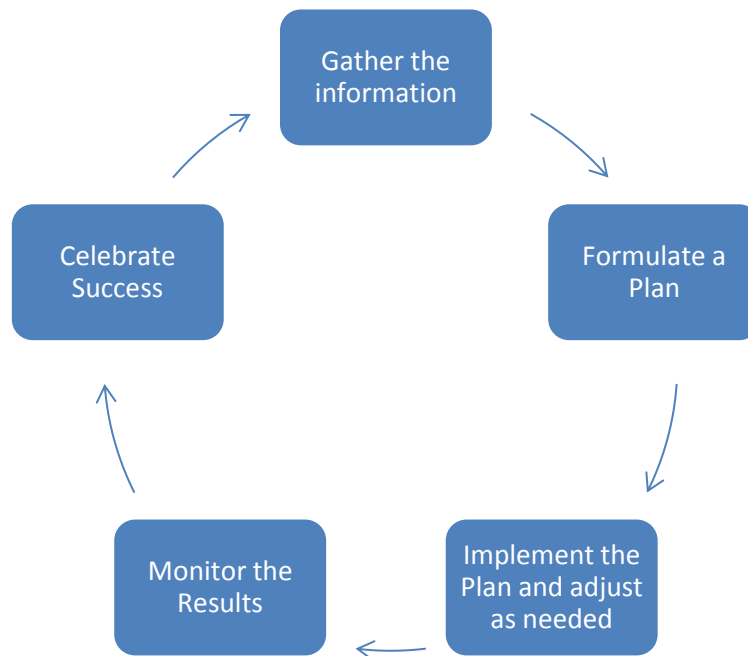 Gather the
information
Formulate a
Plan
Implement the
Plan and adjust
as needed
Monitor the
Results
Celebrate
Success